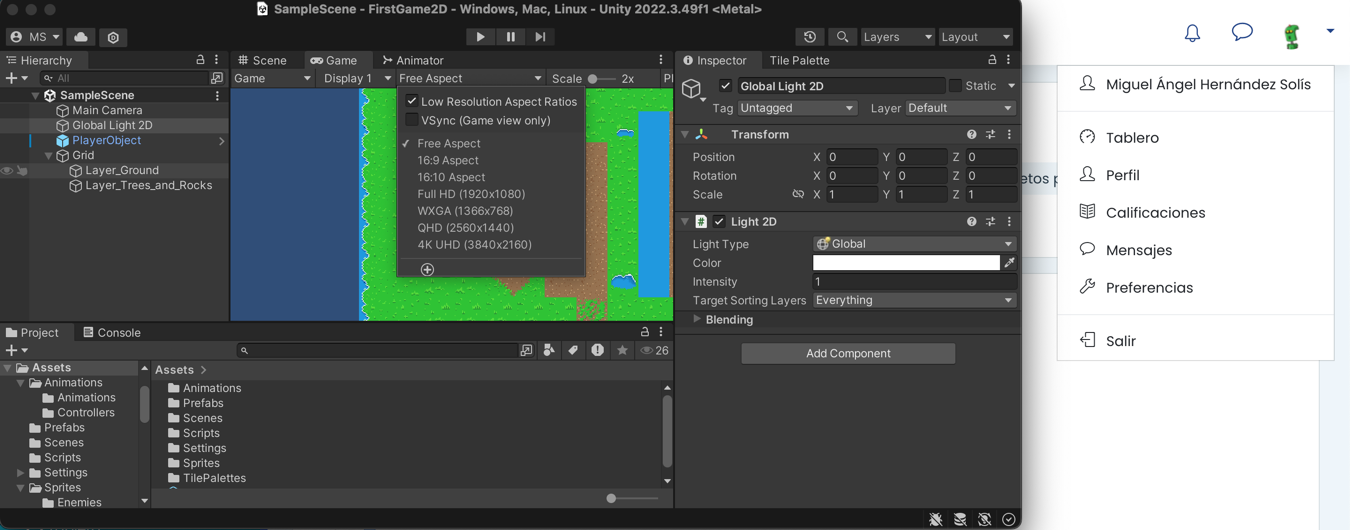 SampleScene - FirstGame2D - Windows, Mac, Linux - Unity 2022.3.49f1 <Metal>
MS
Layers
Layout
Hierarchy
All
SampleScene
Main Camera
Global Light 2D
PlayerObject
Grid
Layer_Ground
Layer_Trees_and_Rocks
Scene
Game
Animator
Game
Display 1
Free Aspect
Scale
2x
Pl
Low Resolution Aspect Ratios
VSync (Game view only)
Free Aspect
16:9 Aspect
16:10 Aspect
Full HD (1920x1080)
WXGA (1366x768)
QHD (2560x1440)
4K UHD (3840x2160)
Inspector
Tile Palette
Global Light 2D
Static
Tag Untagged
Layer Default
Transform
Position X 0 Y 0 Z 0
Rotation X 0 Y 0 Z 0
Scale X 1 Y 1 Z 1
Light 2D
Light Type Global
Color
Intensity 1
Target Sorting Layers Everything
Blending
Add Component
Project
Console
26
Assets
Animations
Animations
Controllers
Prefabs
Scenes
Scripts
Settings
Sprites
Enemies
Assets
Animations
Prefabs
Scenes
Scripts
Settings
Sprites
TilePalettes
etos p
Miguel Ángel Hernández Solís
Tablero
Perfil
Calificaciones
Mensajes
Preferencias
Salir